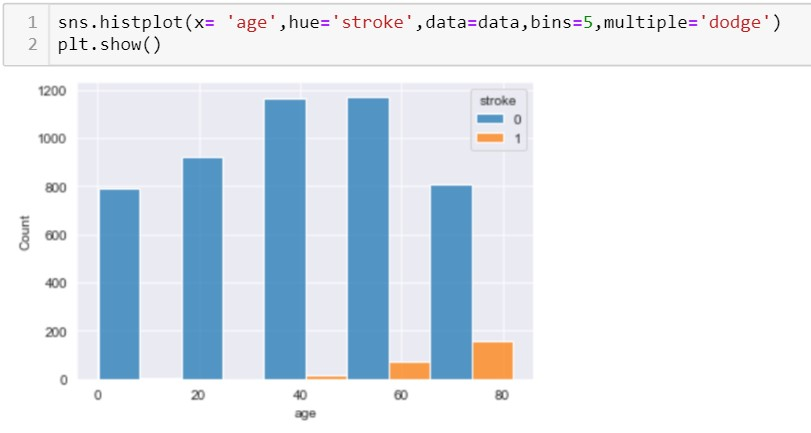 1 sns.histplot(x= 'age',hue='stroke',data=data,bins=5,multiple='dodge')
2 plt.show()
1200
1000
800
600
400
200
0
Count
stroke
0
1
0 20 40 60 80
age